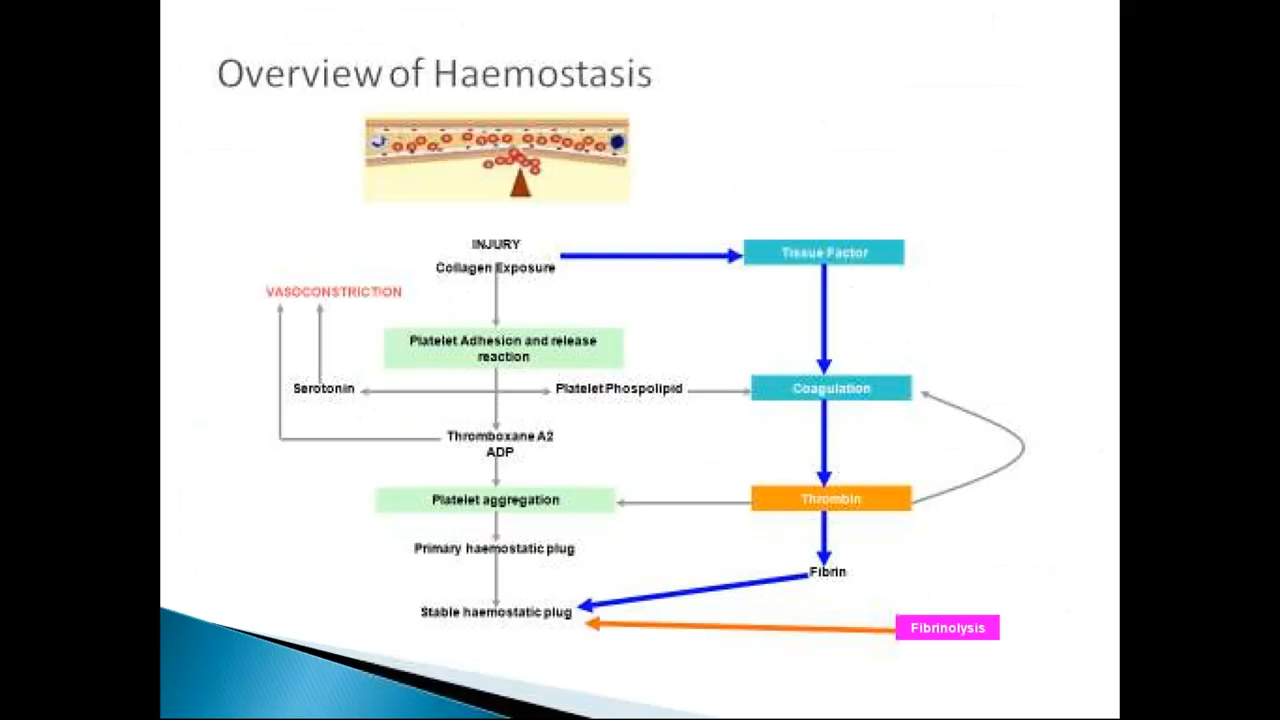 Overview of Haemostasis
INJURY
Collagen Exposure
Tissue Factor
VASOCONSTRICTION
Platelet Adhesion and release
reaction
Serotonin
Platelet Phospolipid
Coagulation
Thromboxane A2
ADP
Platelet aggregation
Thrombin
Primary haemostatic plug
Fibrin
Stable haemostatic plug
Fibrinolysis